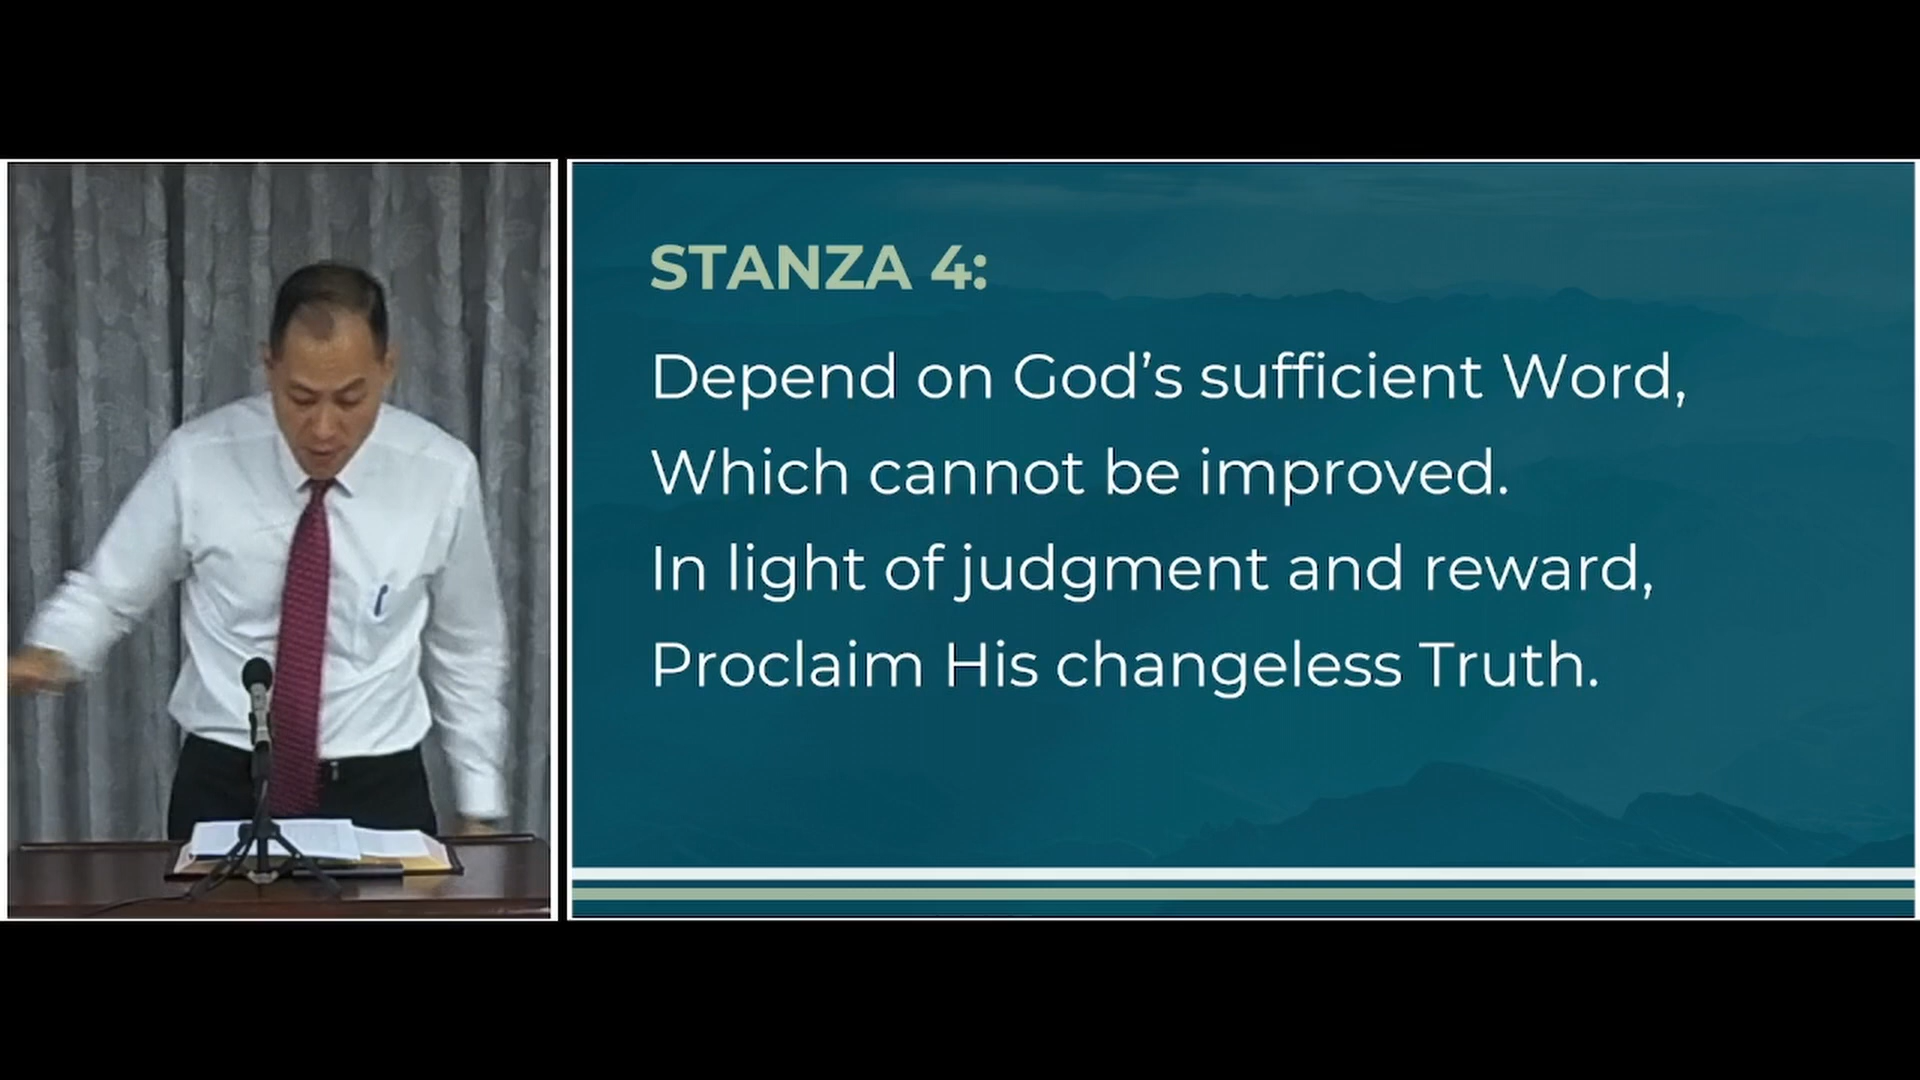 STANZA 4:
Depend on God’s sufficient Word,
Which cannot be improved.
In light of judgment and reward,
Proclaim His changeless Truth.